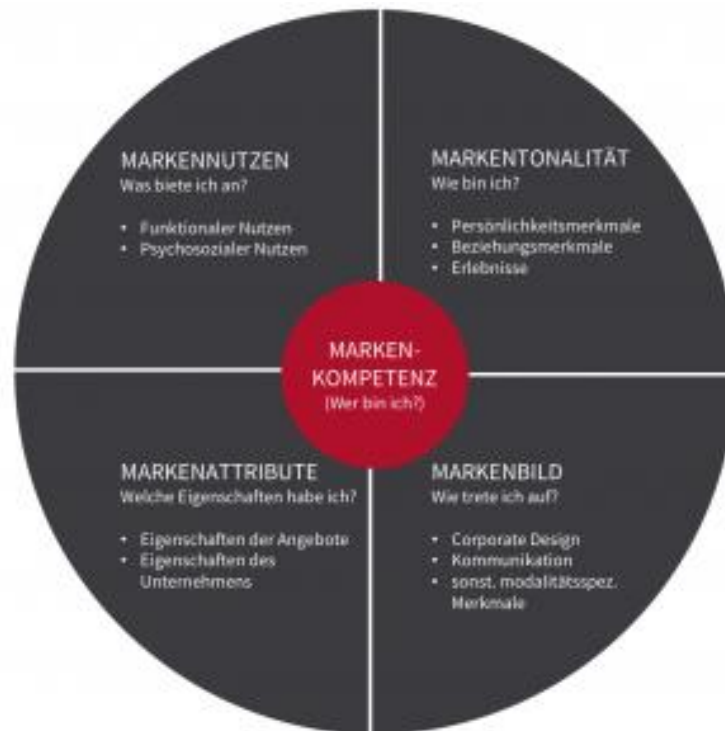 MARKENNUTZEN
Was biete ich an?
• Funktionaler Nutzen
• Psychosozialer Nutzen
MARKENTONALITÄT
Wie bin ich?
• Persönlichkeitsmerkmale
• Beziehungsmerkmale
• Erlebnisse
MARKEN-
KOMPETENZ
(Wer bin ich?)
MARKENATTRIBUTE
Welche Eigenschaften habe ich?
• Eigenschaften der Angebote
• Eigenschaften des
Unternehmens
MARKENBILD
Wie trete ich auf?
• Corporate Design
• Kommunikation
• sonst. modalitätsspez.
Merkmale